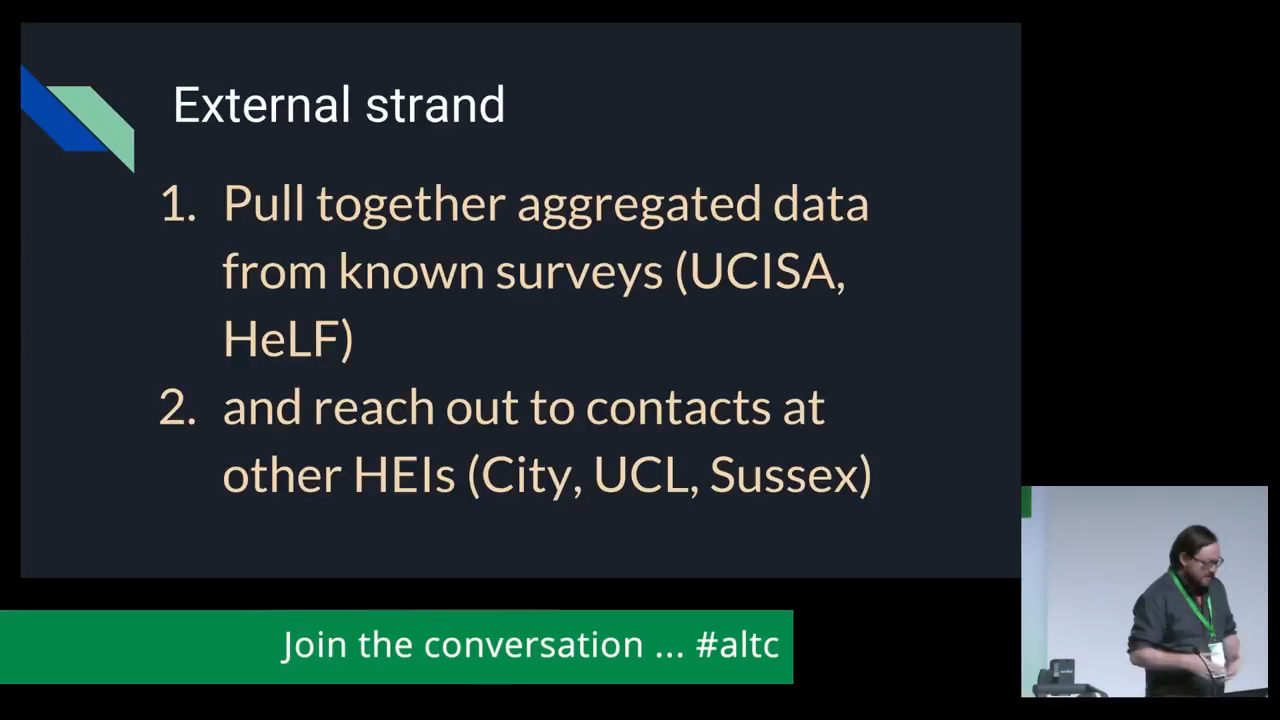 External strand
1. Pull together aggregated data
from known surveys (UCISA,
HeLF)
2. and reach out to contacts at
other HEIs (City, UCL, Sussex)
Join the conversation ... #altc